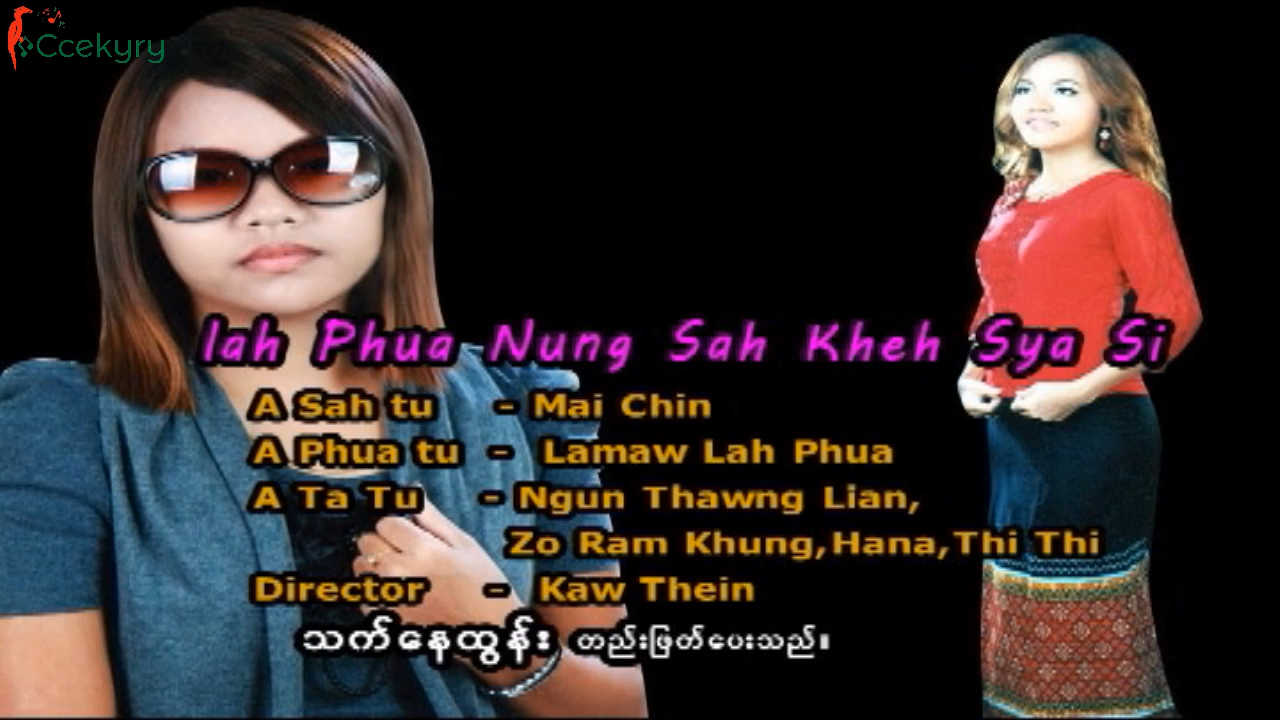 Ccekyry
lah Phua Nung Sah Kheh Sya Si
A Sah tu - Mai Chin
A Phua tu - Lamaw Lah Phua
A Ta Tu - Ngun Thawng Lian,
Zo Ram Khung,Hana,Thi Thi
Director - Kaw Thein
သက်နေထွန်း တည်းဖြတ်ပေးသည်။